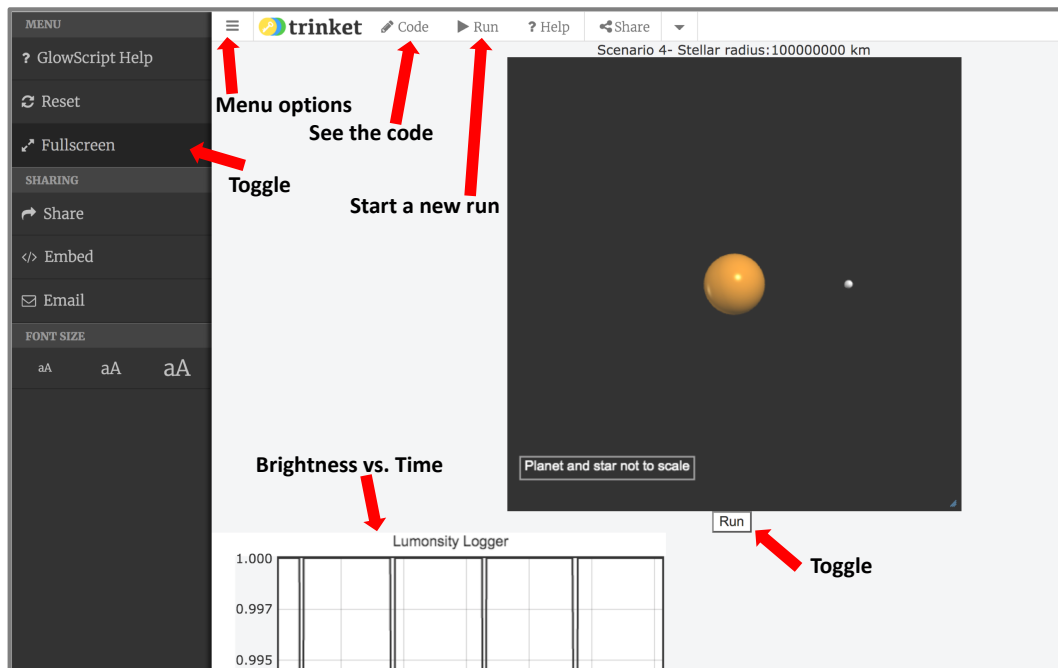 MENU
? GlowScript Help
Reset
Fullscreen
SHARING
Share
</> Embed
Email
FONT SIZE
aA aA aA
trinket Code Run ? Help Share
Scenario 4- Stellar radius:100000000 km
Menu options
See the code
Toggle
Start a new run
Planet and star not to scale
Run
Toggle
Brightness vs. Time
Lumonsity Logger
1.000
0.997
0.995